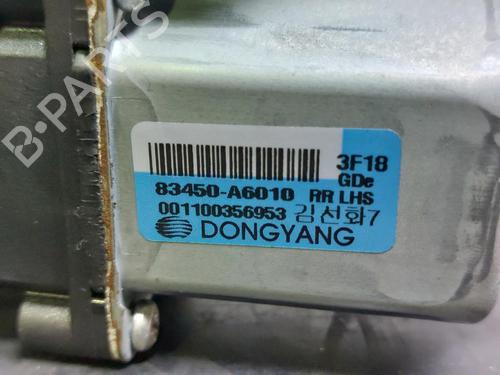 B-PARTS
3F18
GDe
83450-A6010 RR LHS
001100356953 김선화7
DONGYANG